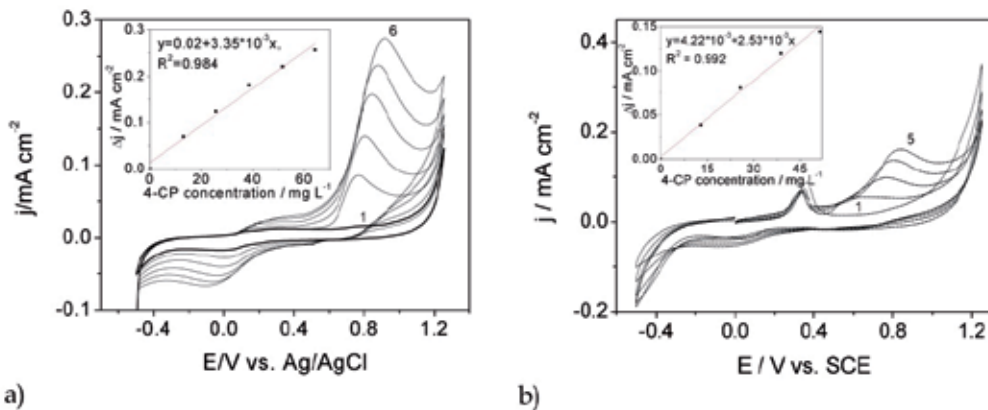 0.3
0.2
0.1
0.0
-0.1
j/mA cm⁻²
y=0.02+3.35*10⁻³x,
R²=0.984
0.3
0.2
0.1
0.0
Δj / mA cm⁻²
0 20 40 60
4-CP concentration / mg L⁻¹
6
1
-0.4 0.0 0.4 0.8 1.2
E/V vs. Ag/AgCl
a)
0.4
0.2
0.0
-0.2
j / mA cm⁻²
y=4.22*10⁻³+2.53*10⁻³x
R² = 0.992
0.15
0.10
0.05
0.00
Δj / mA cm⁻²
0 15 30 45
4-CP concentration / mg L⁻¹
5
1
-0.4 0.0 0.4 0.8 1.2
E / V vs. SCE
b)